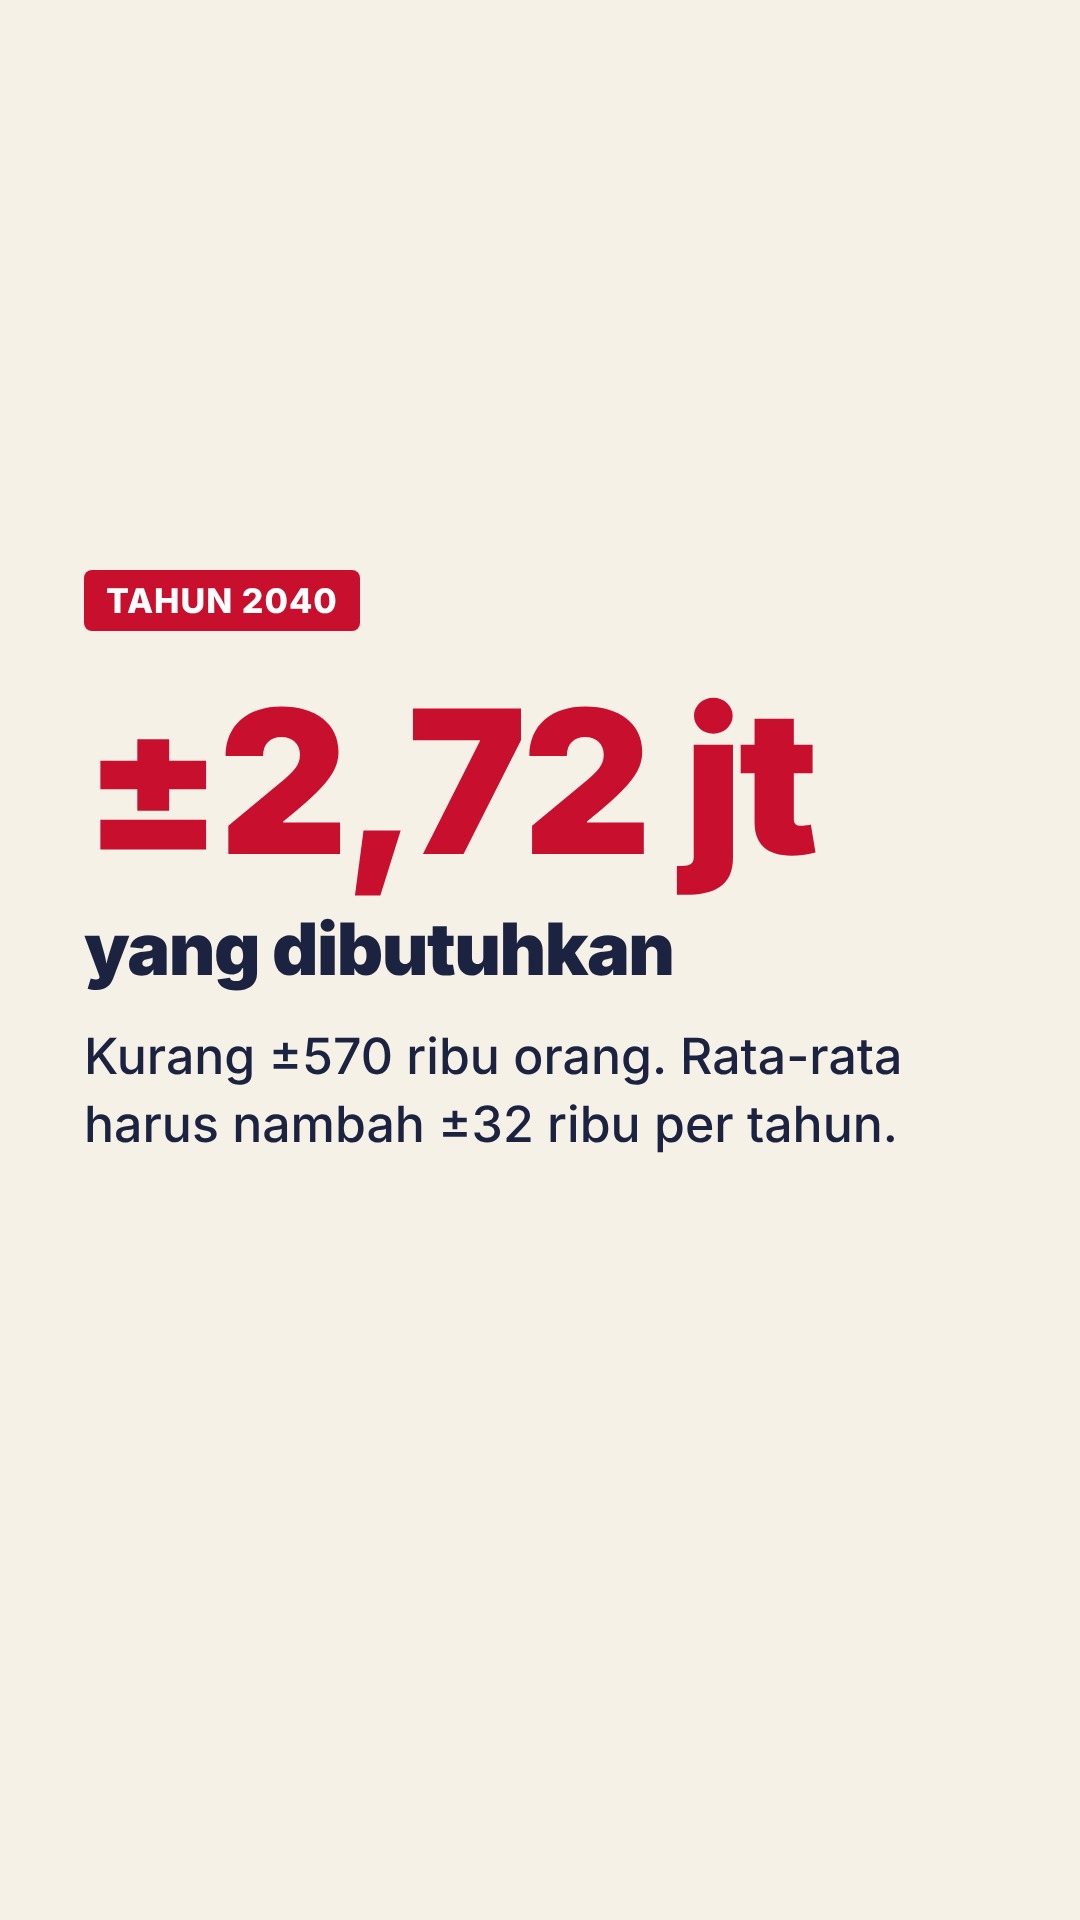 TAHUN 2040
±2,72 jt
yang dibutuhkan
Kurang ±570 ribu orang. Rata-rata
harus nambah ±32 ribu per tahun.